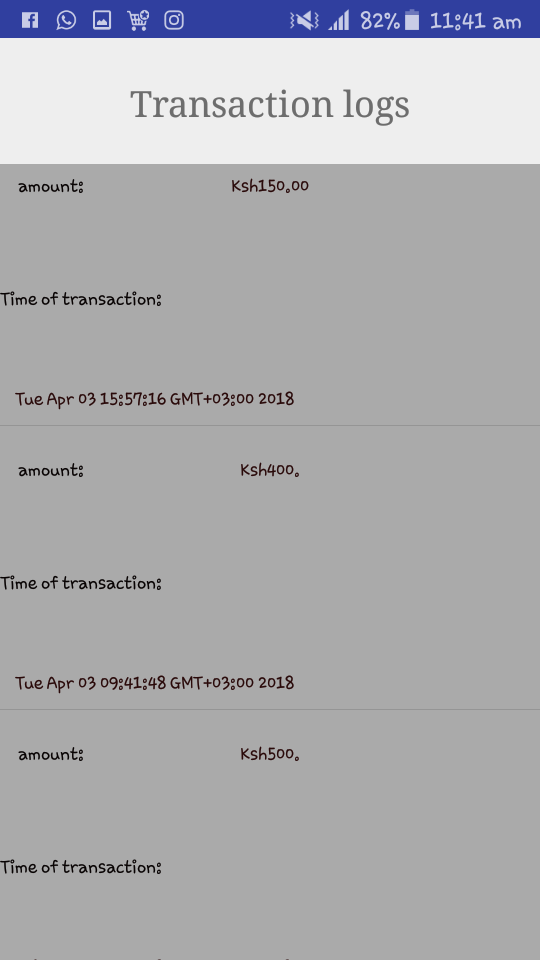 82% 11:41 am
Transaction logs
amount: Ksh150.00
Time of transaction:
Tue Apr 03 15:57:16 GMT+03:00 2018
amount: Ksh400.
Time of transaction:
Tue Apr 03 09:41:48 GMT+03:00 2018
amount: Ksh500.
Time of transaction: